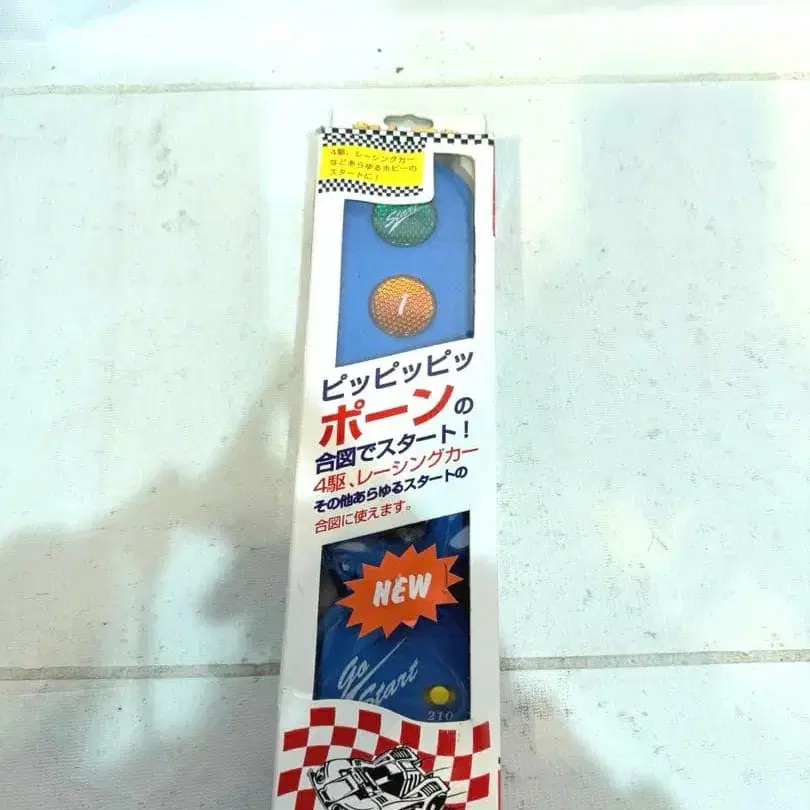 4駆、レーシングカー
などあらゆるホビーの
スタートに!
Start
1
ピッピッピッ
ポーンの
合図でスタート!
4駆、レーシングカー
その他あらゆるスタートの
合図に使えます。
NEW
Go
Start
210